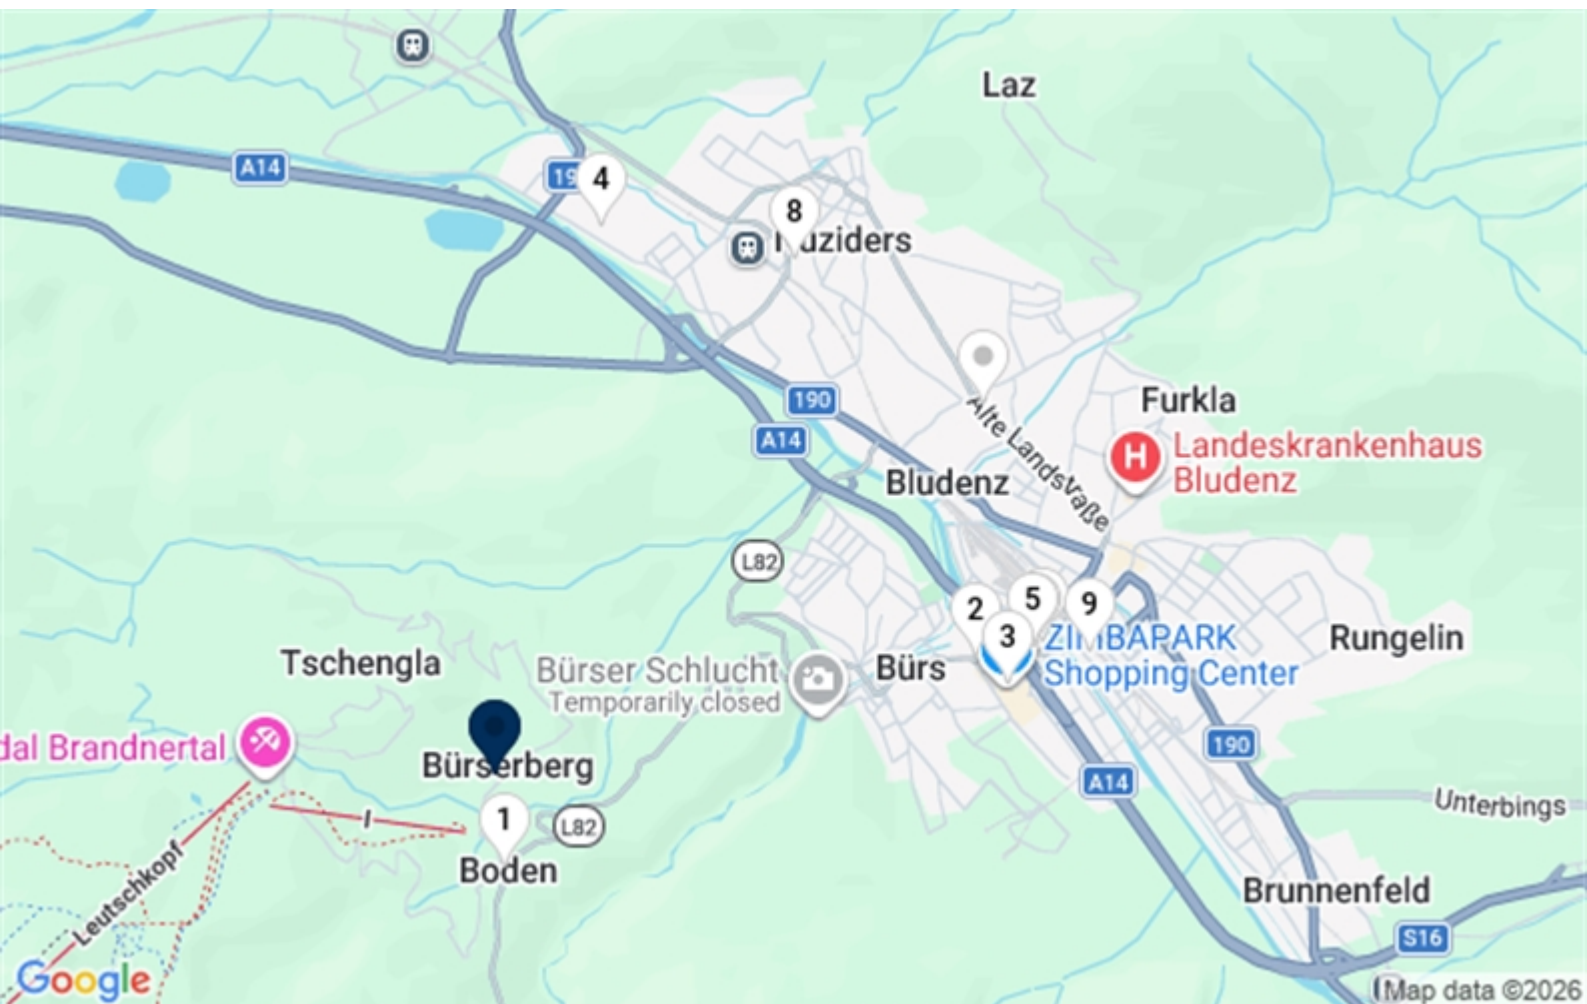 Laz
A14
19
4
8
Nuziders
190
A14
Furkla
Alte Landstraße
Landeskrankenhaus
Bludenz
Bludenz
L82
2
5
9
3
ZIMBAPARK
Shopping Center
Rungelin
Tschengla
Bürser Schlucht
Temporarily closed
Bürs
dal Brandnertal
Bürserberg
190
A14
Unterbings
1
I
L82
Boden
Leutschkopf
Brunnenfeld
S16
Google
Map data ©2026